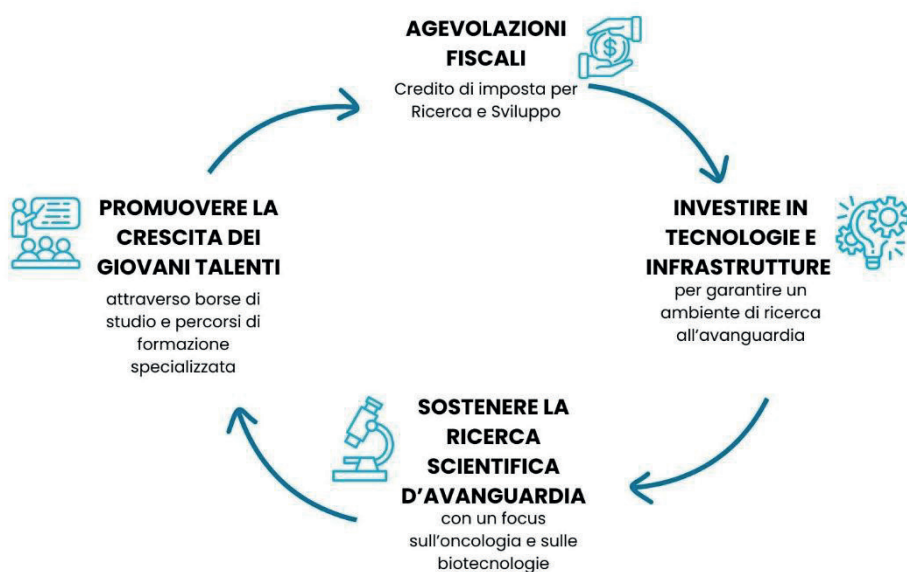 AGEVOLAZIONI
FISCALI
Credito di imposta per
Ricerca e Sviluppo
INVESTIRE IN
TECNOLOGIE E
INFRASTRUTTURE
per garantire un
ambiente di ricerca
all'avanguardia
SOSTENERE LA
RICERCA
SCIENTIFICA
D'AVANGUARDIA
con un focus
sull'oncologia e sulle
biotecnologie
PROMUOVERE LA
CRESCITA DEI
GIOVANI TALENTI
attraverso borse di
studio e percorsi di
formazione
specializzata